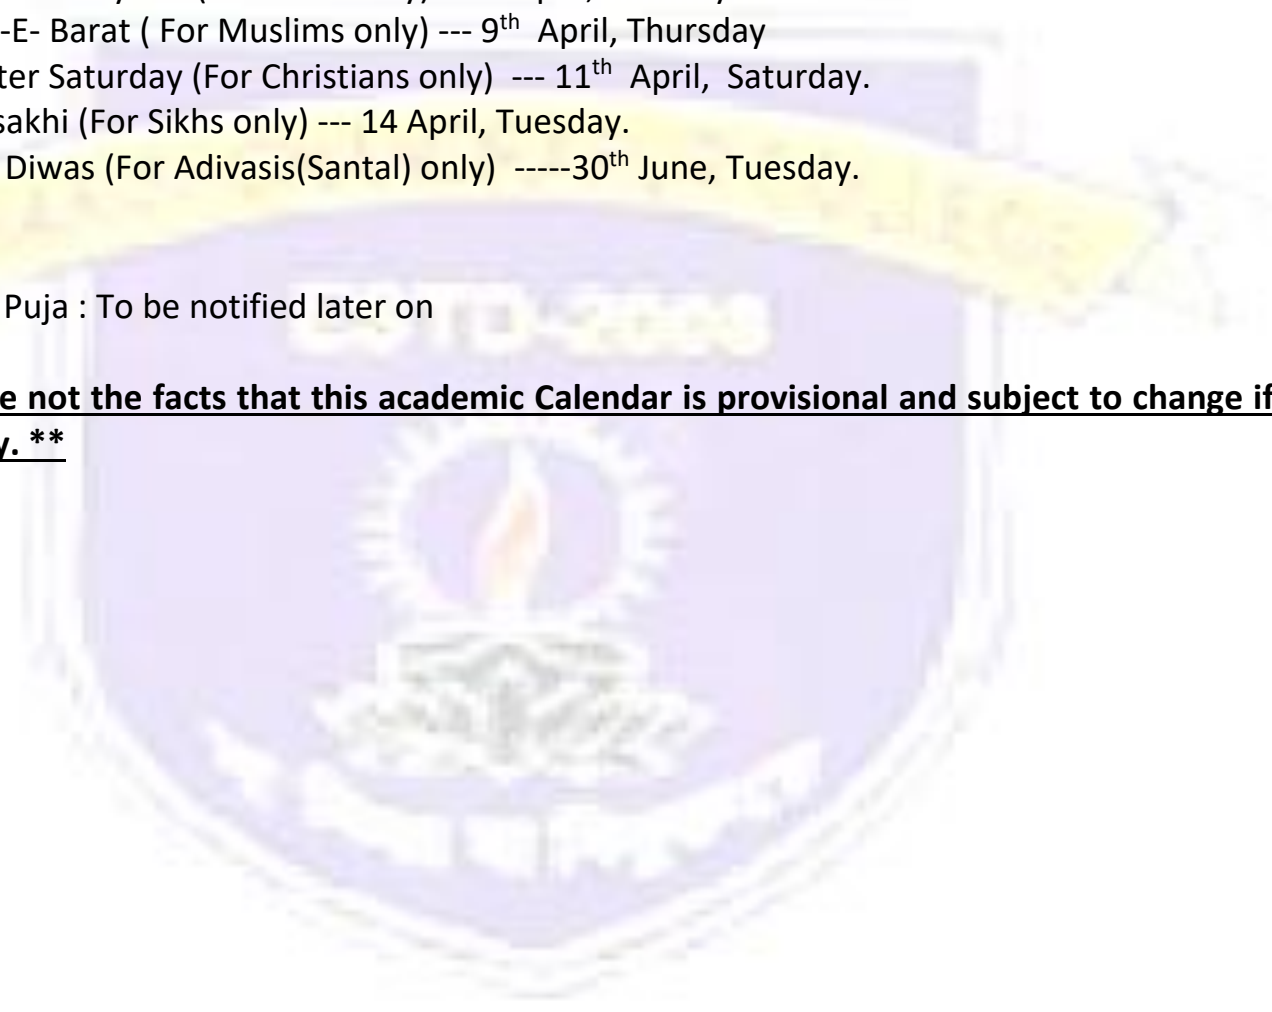 -E- Barat ( For Muslims only) --- 9th April, Thursday
ter Saturday (For Christians only) --- 11th April, Saturday.
sakhi (For Sikhs only) --- 14 April, Tuesday.
Diwas (For Adivasis(Santal) only) -----30th June, Tuesday.
Puja : To be notified later on
e not the facts that this academic Calendar is provisional and subject to change if
y. **